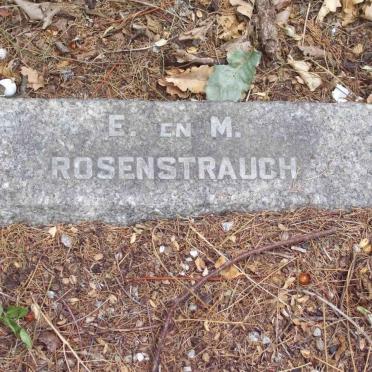 E. EN M.
ROSENSTRAUCH